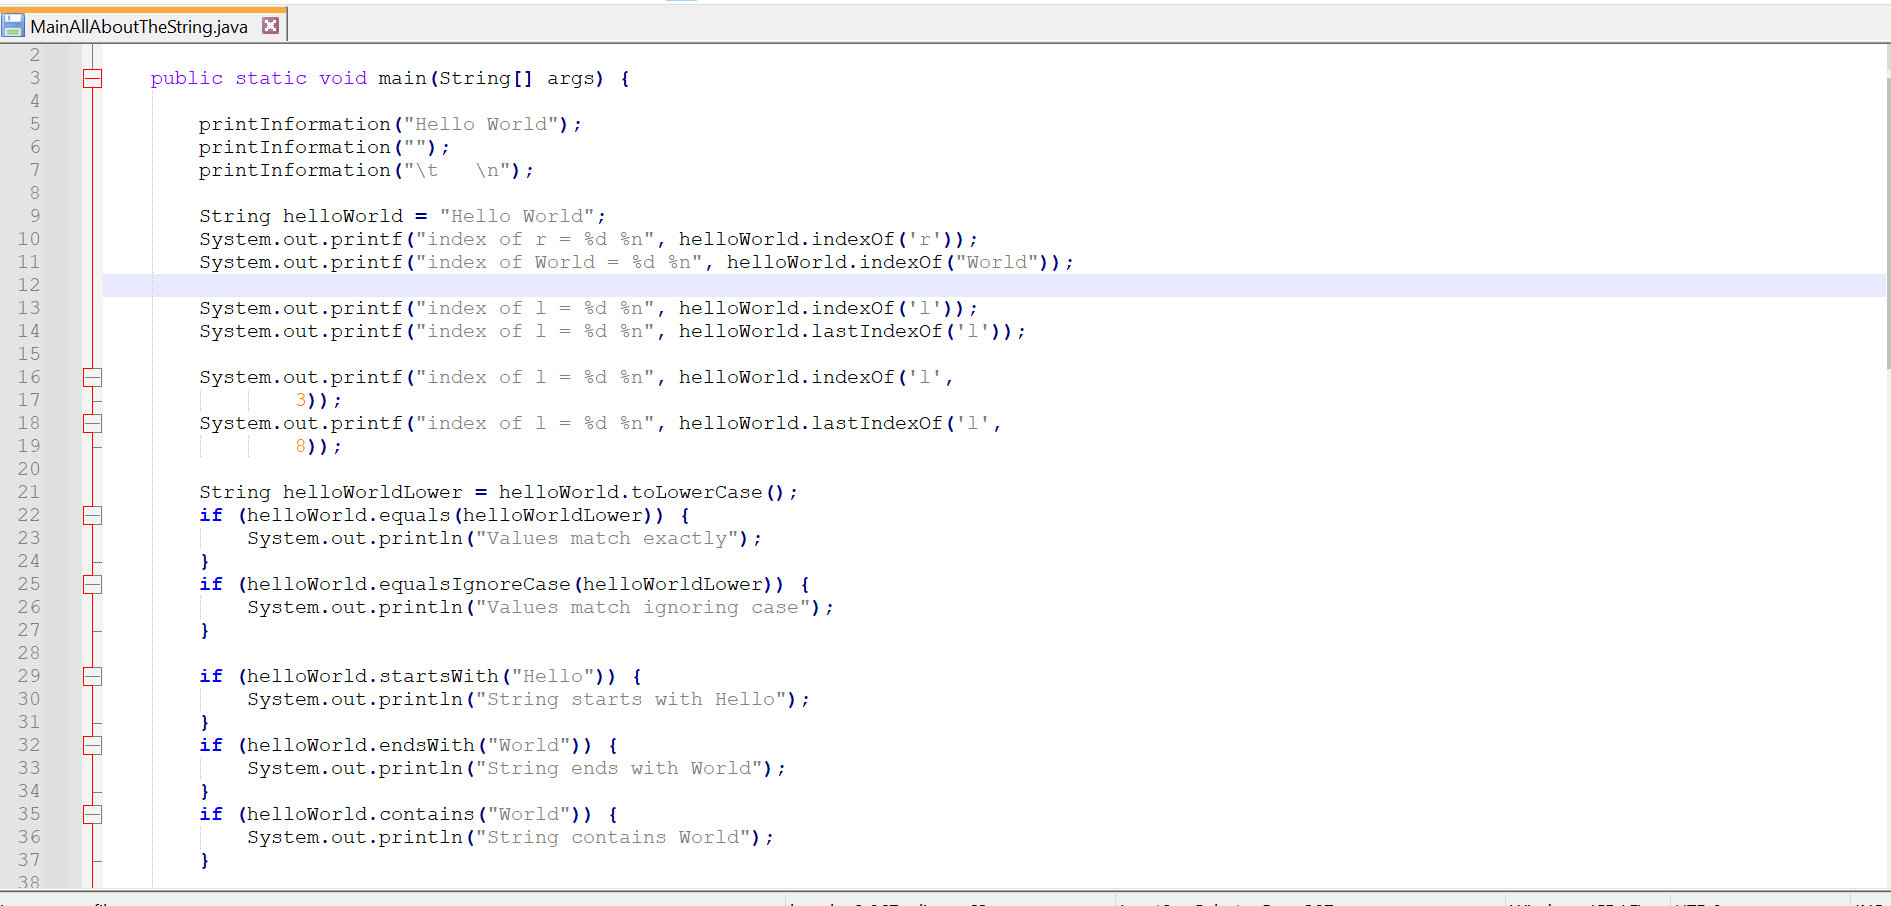 MainAllAboutTheString.java
2
3 public static void main(String[] args) {
4
5 printInformation("Hello World");
6 printInformation("");
7 printInformation("\t   \n");
8
9 String helloWorld = "Hello World";
10 System.out.printf("index of r = %d %n", helloWorld.indexOf('r'));
11 System.out.printf("index of World = %d %n", helloWorld.indexOf("World"));
12
13 System.out.printf("index of l = %d %n", helloWorld.indexOf('l'));
14 System.out.printf("index of l = %d %n", helloWorld.lastIndexOf('l'));
15
16 System.out.printf("index of l = %d %n", helloWorld.indexOf('l',
17 3));
18 System.out.printf("index of l = %d %n", helloWorld.lastIndexOf('l',
19 8));
20
21 String helloWorldLower = helloWorld.toLowerCase();
22 if (helloWorld.equals(helloWorldLower)) {
23 System.out.println("Values match exactly");
24 }
25 if (helloWorld.equalsIgnoreCase(helloWorldLower)) {
26 System.out.println("Values match ignoring case");
27 }
28
29 if (helloWorld.startsWith("Hello")) {
30 System.out.println("String starts with Hello");
31 }
32 if (helloWorld.endsWith("World")) {
33 System.out.println("String ends with World");
34 }
35 if (helloWorld.contains("World")) {
36 System.out.println("String contains World");
37 }
38